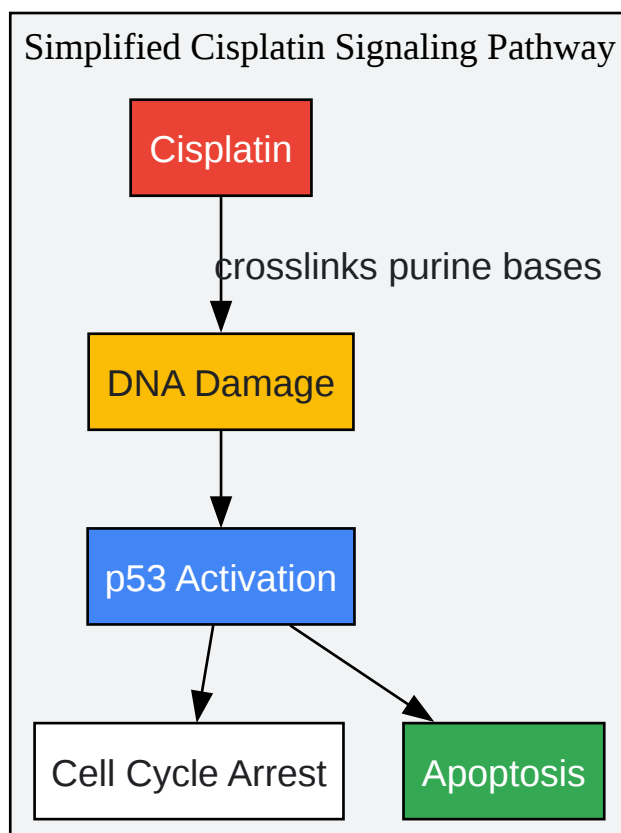 Simplified Cisplatin Signaling Pathway
Cisplatin
crosslinks purine bases
DNA Damage
p53 Activation
Cell Cycle Arrest
Apoptosis